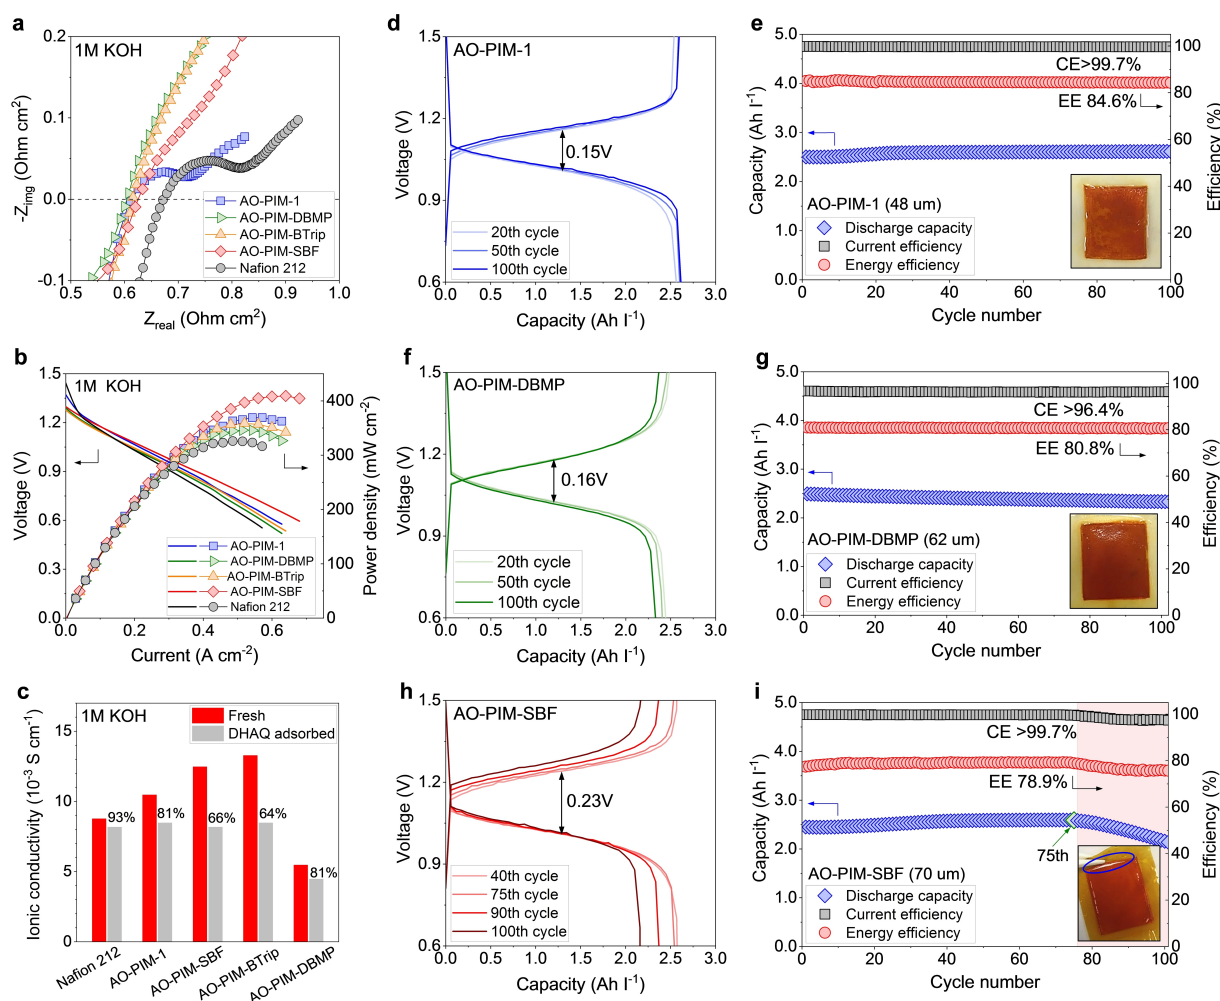 a
1M KOH
0.2
0.1
0.0
-0.1
-Zimg (Ohm cm2)
AO-PIM-1
AO-PIM-DBMP
AO-PIM-BTrip
AO-PIM-SBF
Nafion 212
0.5 0.6 0.7 0.8 0.9 1.0
Zreal (Ohm cm2)
d
AO-PIM-1
1.5
1.2
0.9
0.6
Voltage (V)
0.15V
20th cycle
50th cycle
100th cycle
0.0 0.5 1.0 1.5 2.0 2.5 3.0
Capacity (Ah l-1)
e
5.0
4.0
3.0
2.0
1.0
0.0
Capacity (Ah l-1)
CE>99.7%
EE 84.6%
AO-PIM-1 (48 um)
Discharge capacity
Current efficiency
Energy efficiency
100
80
60
40
20
0
Efficiency (%)
0 20 40 60 80 100
Cycle number
b
1M KOH
1.5
1.2
0.9
0.6
0.3
0.0
Voltage (V)
AO-PIM-1
AO-PIM-DBMP
AO-PIM-BTrip
AO-PIM-SBF
Nafion 212
400
300
200
100
0
Power density (mW cm-2)
0.0 0.2 0.4 0.6
Current (A cm-2)
f
AO-PIM-DBMP
1.5
1.2
0.9
0.6
Voltage (V)
0.16V
20th cycle
50th cycle
100th cycle
0.0 0.5 1.0 1.5 2.0 2.5 3.0
Capacity (Ah l-1)
g
5.0
4.0
3.0
2.0
1.0
0.0
Capacity (Ah l-1)
CE >96.4%
EE 80.8%
AO-PIM-DBMP (62 um)
Discharge capacity
Current efficiency
Energy efficiency
100
80
60
40
20
0
Efficiency (%)
0 20 40 60 80 100
Cycle number
c
1M KOH
Fresh
DHAQ adsorbed
15
10
5
0
Ionic conductivity (10-3 S cm-1)
93%
81%
66%
64%
81%
Nafion 212
AO-PIM-1
AO-PIM-SBF
AO-PIM-BTrip
AO-PIM-DBMP
h
AO-PIM-SBF
1.5
1.2
0.9
0.6
Voltage (V)
0.23V
40th cycle
75th cycle
90th cycle
100th cycle
0.0 0.5 1.0 1.5 2.0 2.5 3.0
Capacity (Ah l-1)
i
5.0
4.0
3.0
2.0
1.0
0.0
Capacity (Ah l-1)
CE >99.7%
EE 78.9%
75th
AO-PIM-SBF (70 um)
Discharge capacity
Current efficiency
Energy efficiency
100
80
60
40
20
0
Efficiency (%)
0 20 40 60 80 100
Cycle number